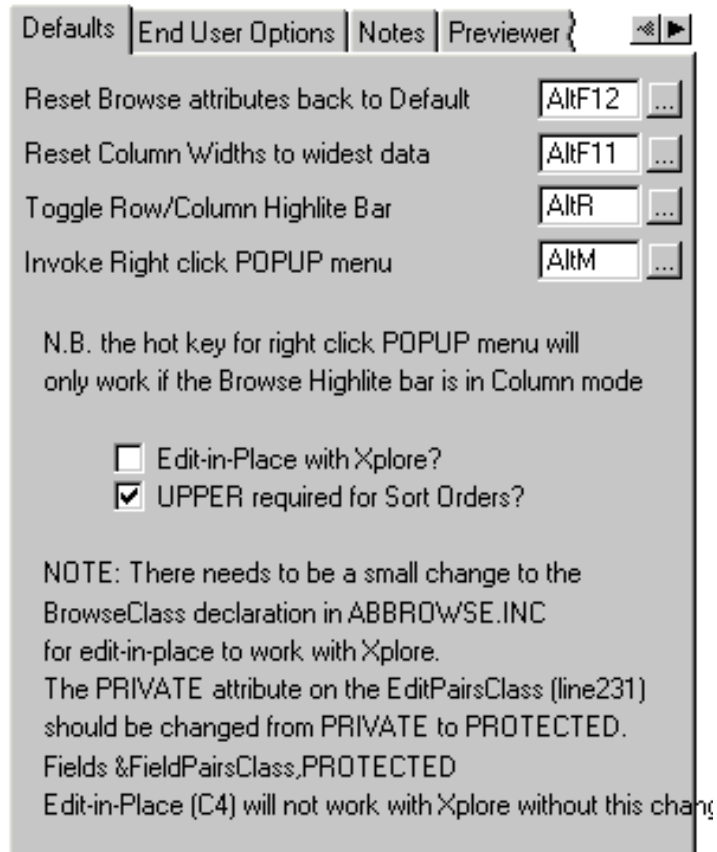 Defaults End User Options Notes Previewer
Reset Browse attributes back to Default AltF12 ...
Reset Column Widths to widest data AltF11 ...
Toggle Row/Column Highlite Bar AltR ...
Invoke Right click POPUP menu AltM ...
N.B. the hot key for right click POPUP menu will
only work if the Browse Highlite bar is in Column mode
Edit-in-Place with Xplore?
UPPER required for Sort Orders?
NOTE: There needs to be a small change to the
BrowseClass declaration in ABBROWSE.INC
for edit-in-place to work with Xplore.
The PRIVATE attribute on the EditPairsClass (line231)
should be changed from PRIVATE to PROTECTED.
Fields &FieldPairsClass,PROTECTED
Edit-in-Place (C4) will not work with Xplore without this